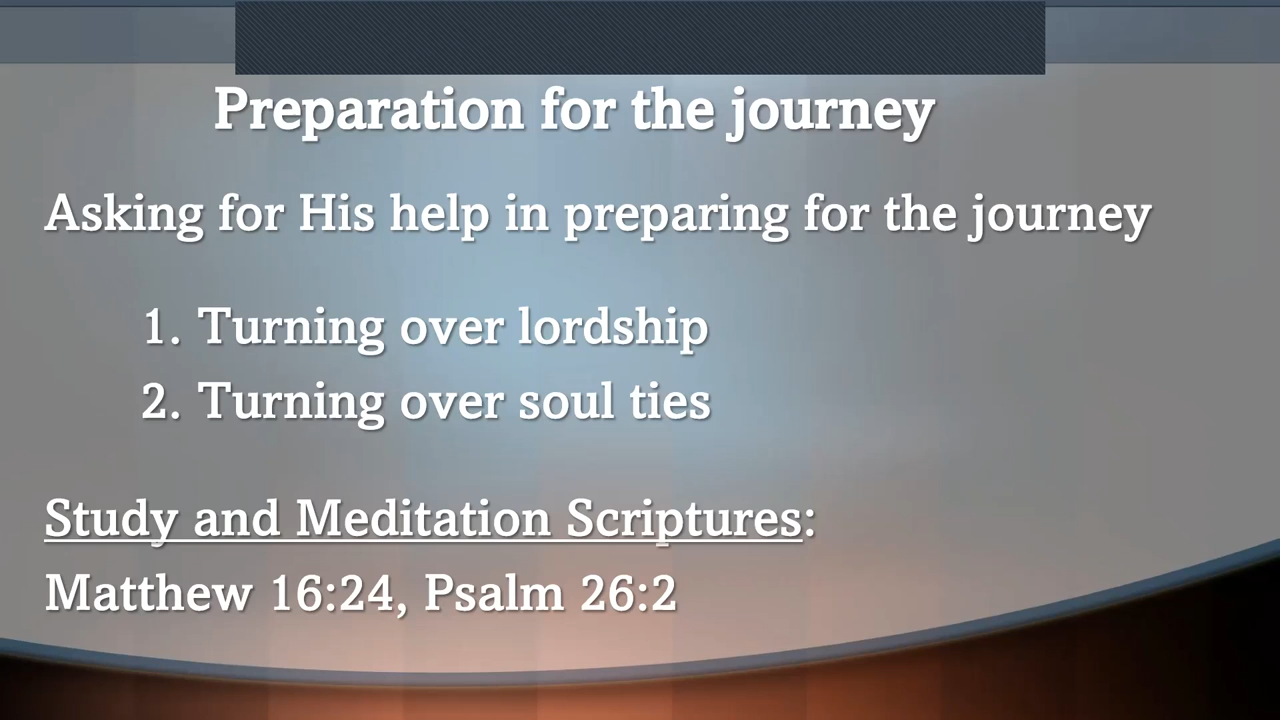 Preparation for the journey
Asking for His help in preparing for the journey
1. Turning over lordship
2. Turning over soul ties
Study and Meditation Scriptures:
Matthew 16:24, Psalm 26:2